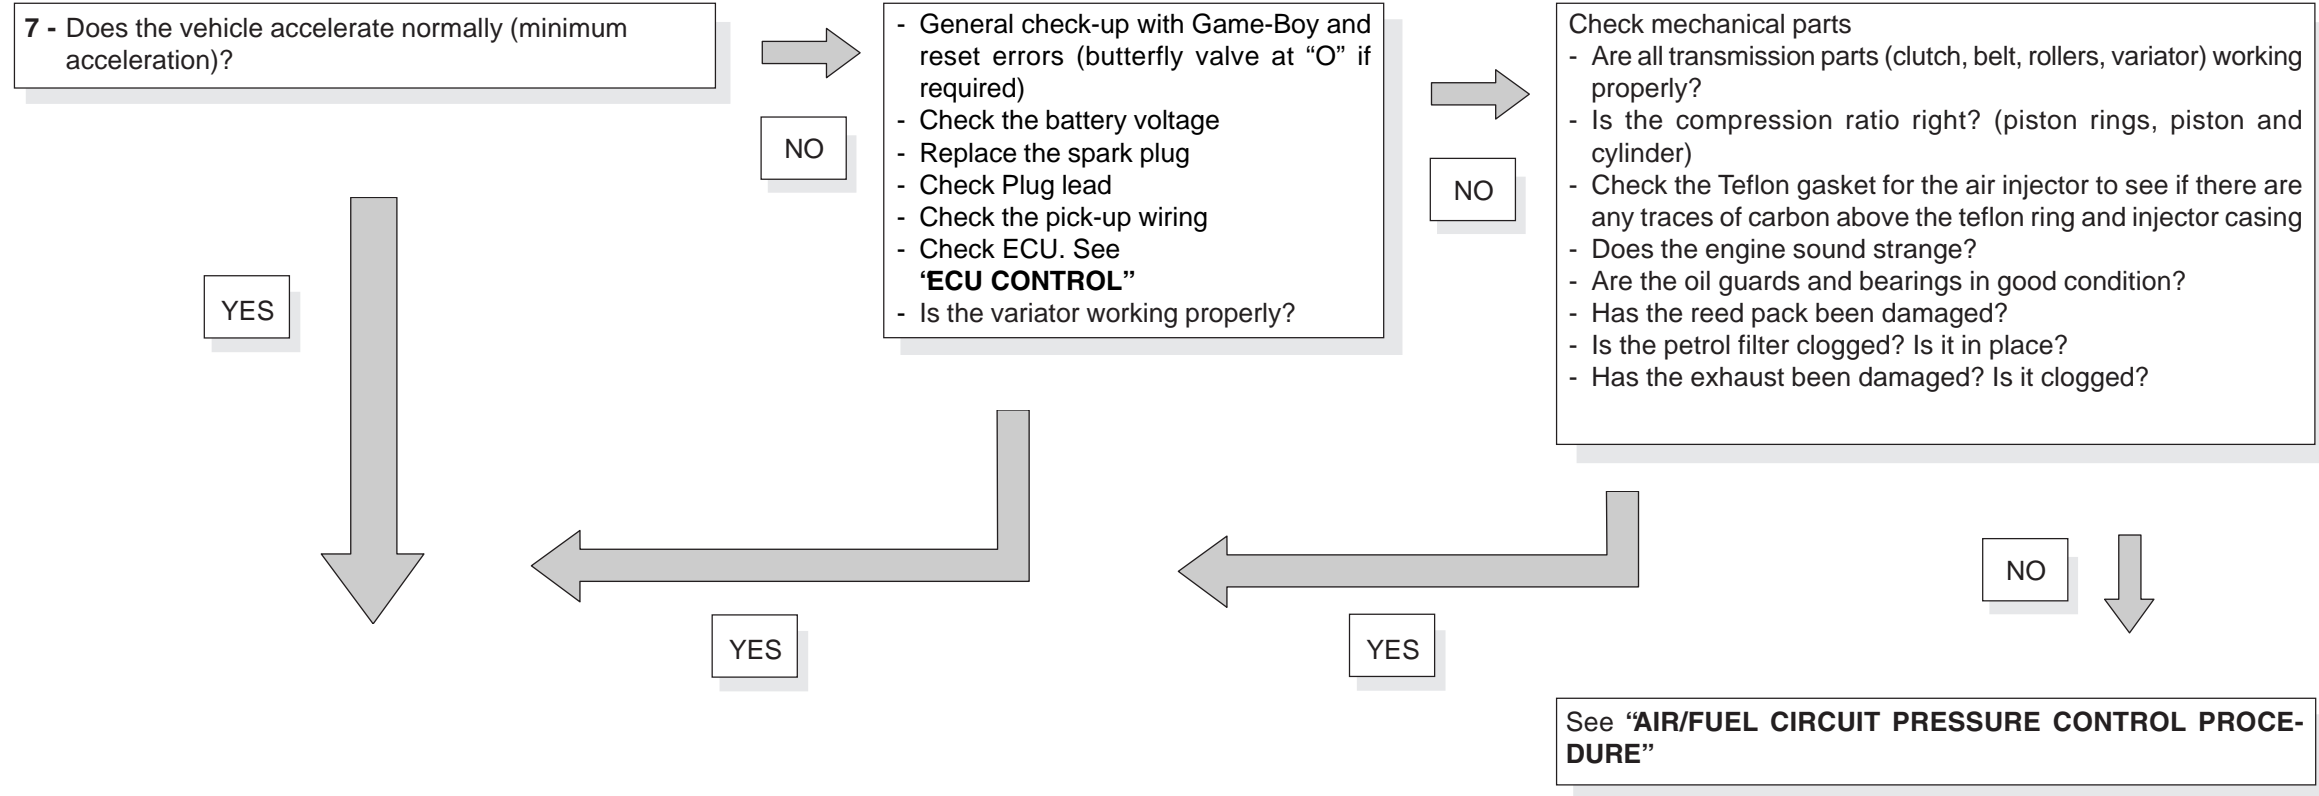 7 - Does the vehicle accelerate normally (minimum
acceleration)?
NO
YES
- General check-up with Game-Boy and
reset errors (butterfly valve at “O” if
required)
- Check the battery voltage
- Replace the spark plug
- Check Plug lead
- Check the pick-up wiring
- Check ECU. See
“ECU CONTROL”
- Is the variator working properly?
NO
YES
Check mechanical parts
- Are all transmission parts (clutch, belt, rollers, variator) working
properly?
- Is the compression ratio right? (piston rings, piston and
cylinder)
- Check the Teflon gasket for the air injector to see if there are
any traces of carbon above the teflon ring and injector casing
- Does the engine sound strange?
- Are the oil guards and bearings in good condition?
- Has the reed pack been damaged?
- Is the petrol filter clogged? Is it in place?
- Has the exhaust been damaged? Is it clogged?
YES
NO
See “AIR/FUEL CIRCUIT PRESSURE CONTROL PROCE-
DURE”